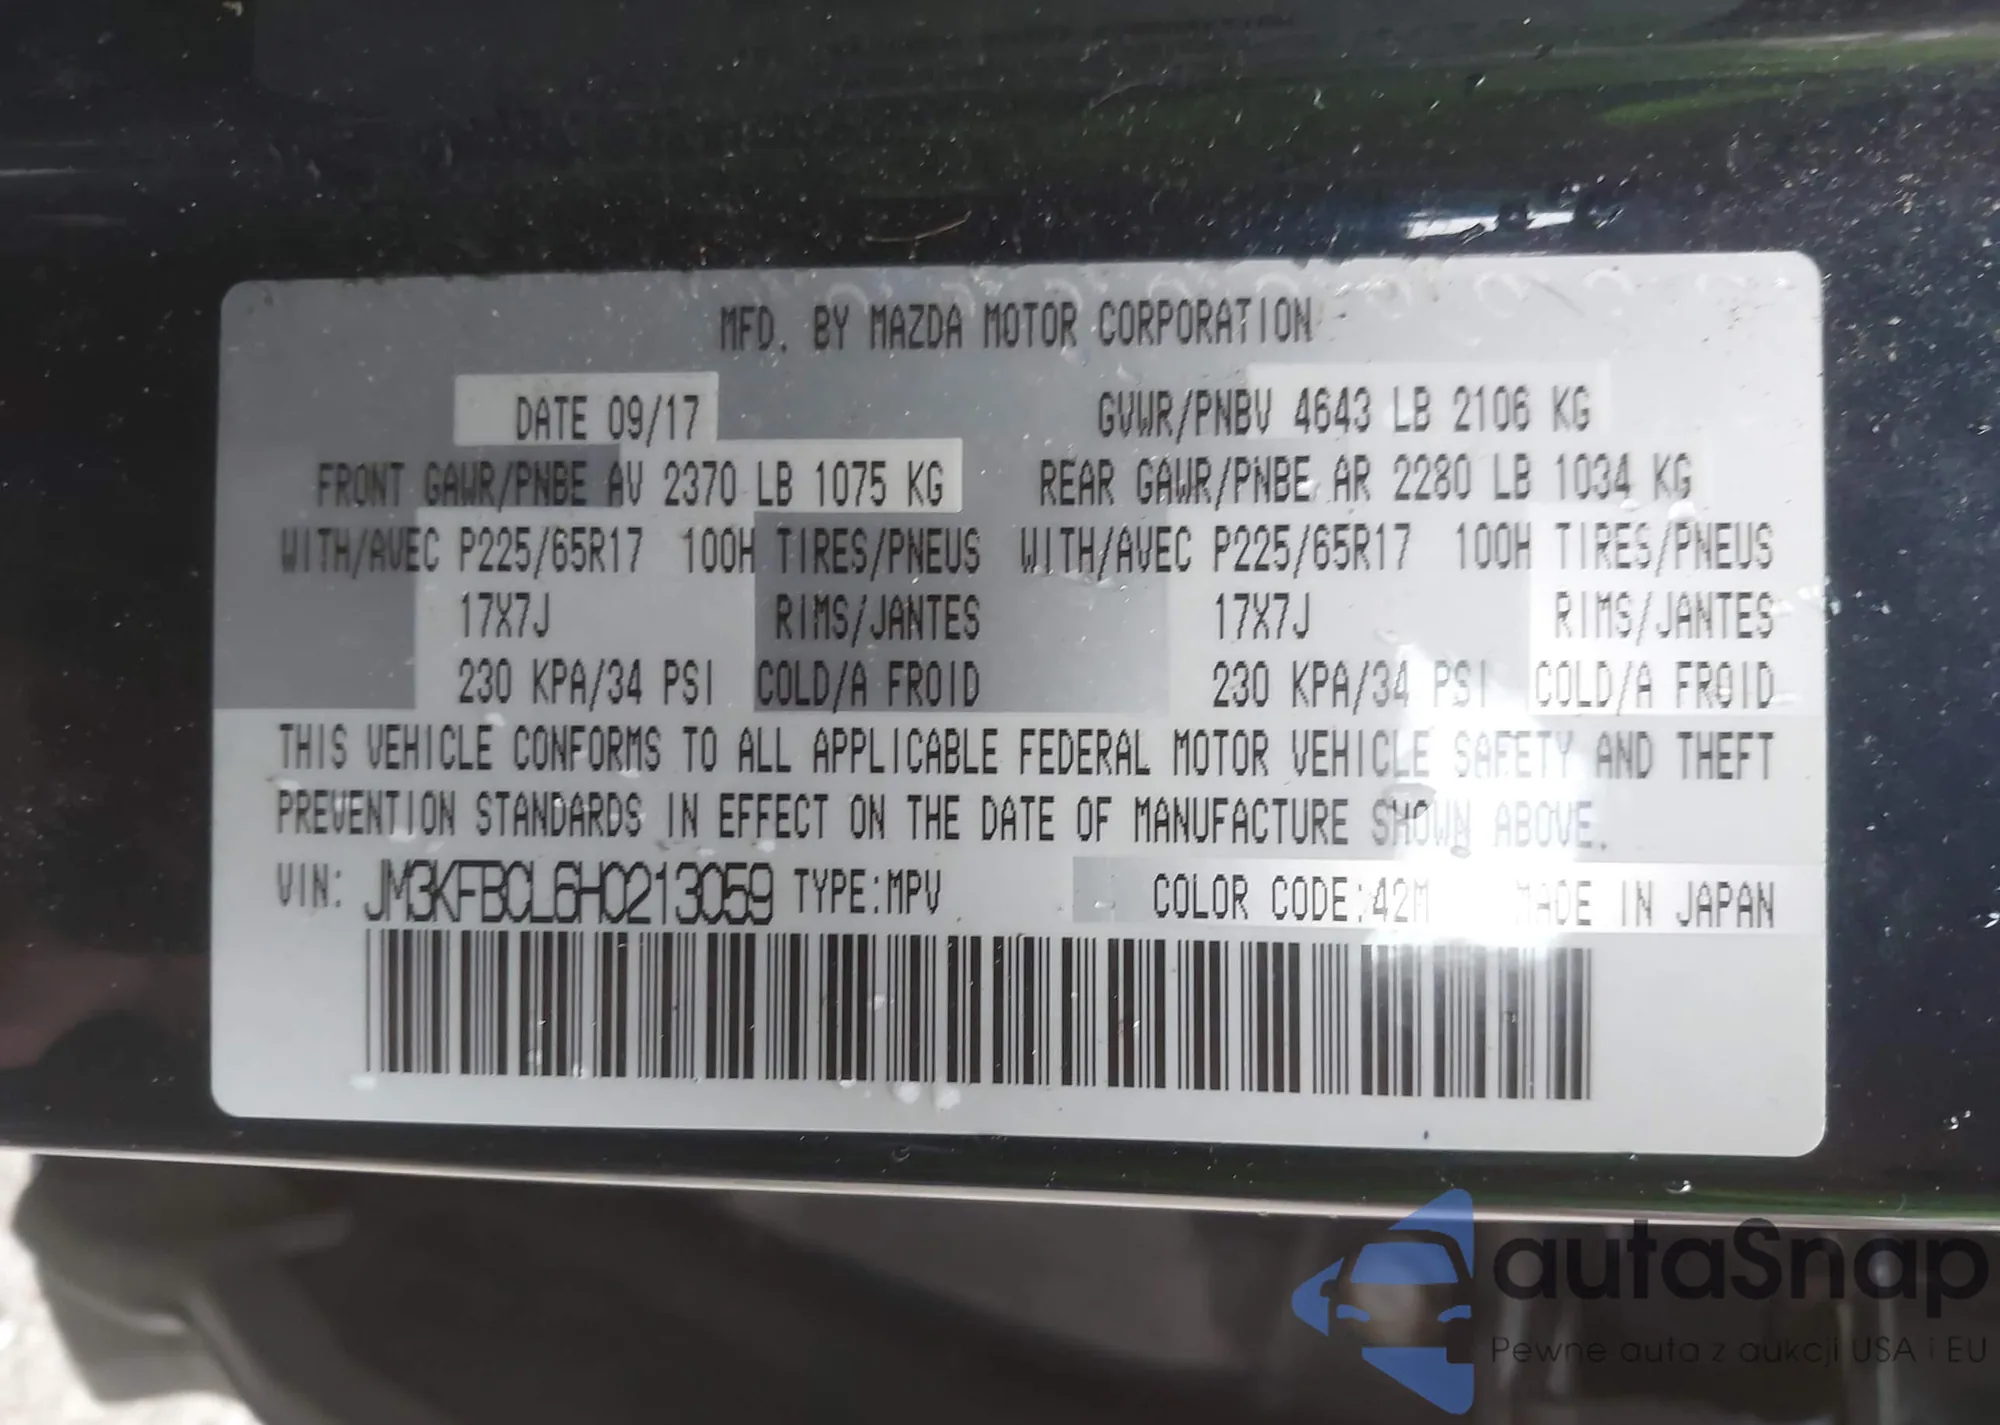 MFD. BY MAZDA MOTOR CORPORATION
DATE 09/17 GVWR/PNBV 4643 LB 2106 KG
FRONT GAWR/PNBE AV 2370 LB 1075 KG REAR GAWR/PNBE AR 2280 LB 1034 KG
WITH/AVEC P225/65R17 100H TIRES/PNEUS WITH/AVEC P225/65R17 100H TIRES/PNEUS
17X7J RIMS/JANTES 17X7J RIMS/JANTES
230 KPA/34 PSI COLD/A FROID 230 KPA/34 PSI COLD/A FROID
THIS VEHICLE CONFORMS TO ALL APPLICABLE FEDERAL MOTOR VEHICLE SAFETY AND THEFT
PREVENTION STANDARDS IN EFFECT ON THE DATE OF MANUFACTURE SHOWN ABOVE.
VIN: JM3KFBCL6H0213059 TYPE:MPV COLOR CODE:42M MADE IN JAPAN
autaSnap
Pewne auta z aukcji USA i EU